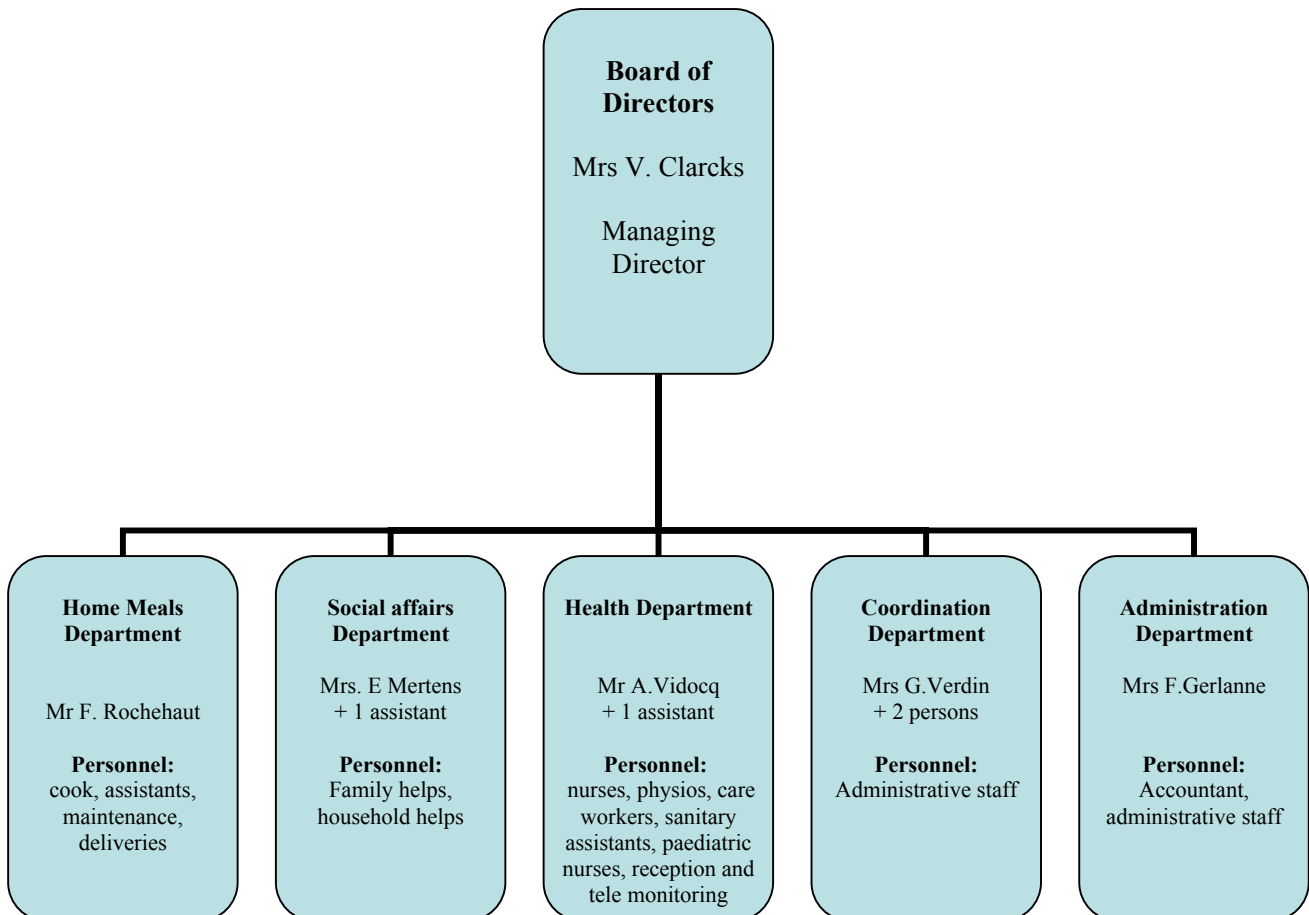 Board of
Directors
Mrs V. Clarcks
Managing
Director
Home Meals
Department
Mr F. Rochehaut
Personnel:
cook, assistants,
maintenance,
deliveries
Social affairs
Department
Mrs. E Mertens
+ 1 assistant
Personnel:
Family helps,
household helps
Health Department
Mr A.Vidocq
+ 1 assistant
Personnel:
nurses, physios, care
workers, sanitary
assistants, paediatric
nurses, reception and
tele monitoring
Coordination
Department
Mrs G.Verdin
+ 2 persons
Personnel:
Administrative staff
Administration
Department
Mrs F.Gerlanne
Personnel:
Accountant,
administrative staff